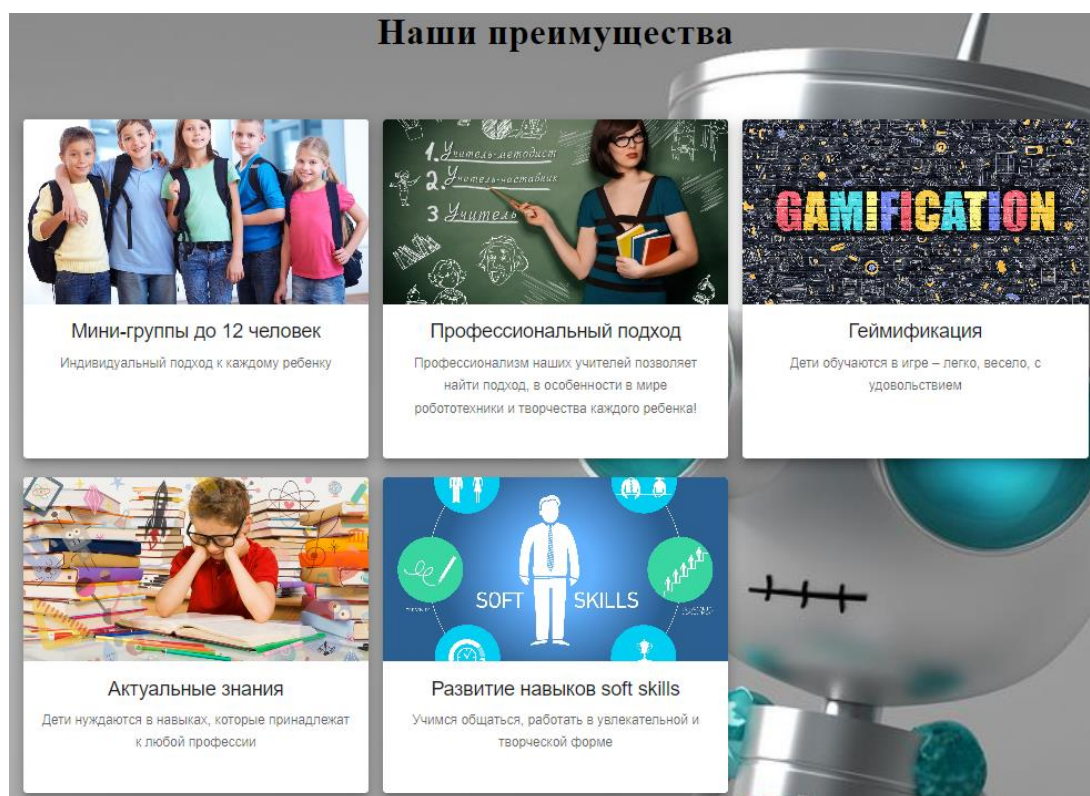 Наши преимущества
1. Учитель-методист
2. Учитель-наставник
3 Учитель
GAMIFICATION
Мини-группы до 12 человек
Индивидуальный подход к каждому ребенку
Профессиональный подход
Профессионализм наших учителей позволяет
найти подход, в особенности в мире
робототехники и творчества каждого ребенка!
Геймификация
Дети обучаются в игре – легко, весело, с
удовольствием
SOFT SKILLS
Актуальные знания
Дети нуждаются в навыках, которые принадлежат
к любой профессии
Развитие навыков soft skills
Учимся общаться, работать в увлекательной и
творческой форме